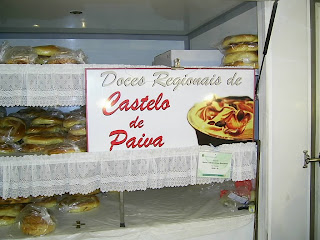 Doces Regionais de
Castelo
de
Paiva